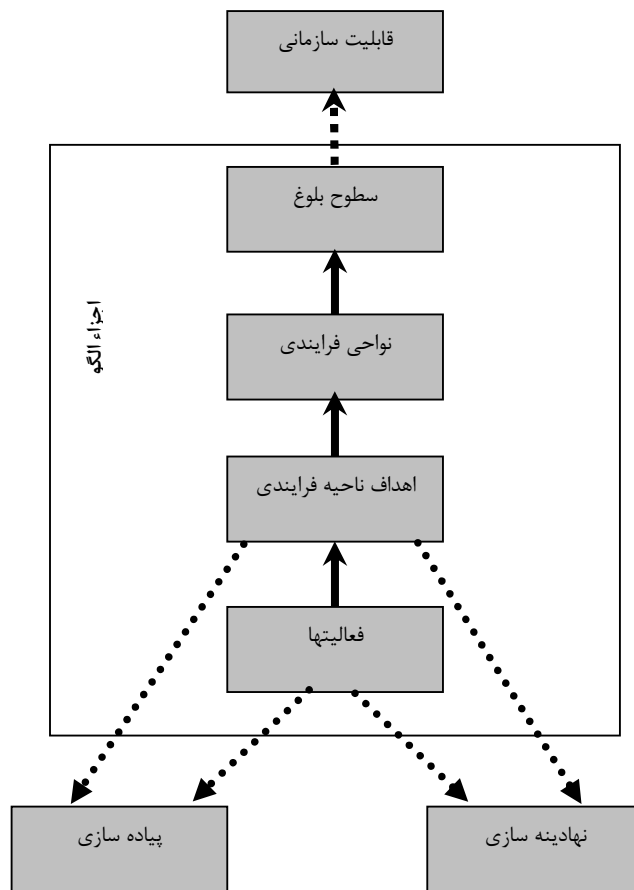 قابلیت سازمانی
سطوح بلوغ
اجزاء الگو
نواحی فرایندی
اهداف ناحیه فرایندی
فعالیتها
نهادینه سازی
پیاده سازی